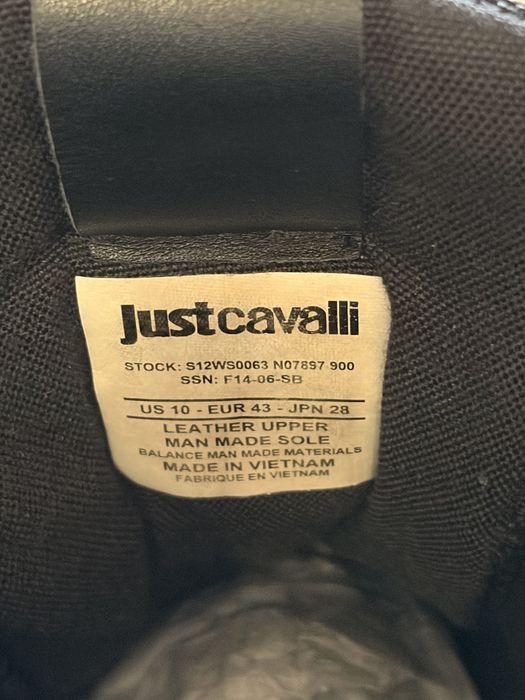 justcavalli
STOCK: S12WS0063 N07897 900
SSN: F14-06-SB
US 10 - EUR 43 - JPN 28
LEATHER UPPER
MAN MADE SOLE
BALANCE MAN MADE MATERIALS
MADE IN VIETNAM
FABRIQUE EN VIETNAM